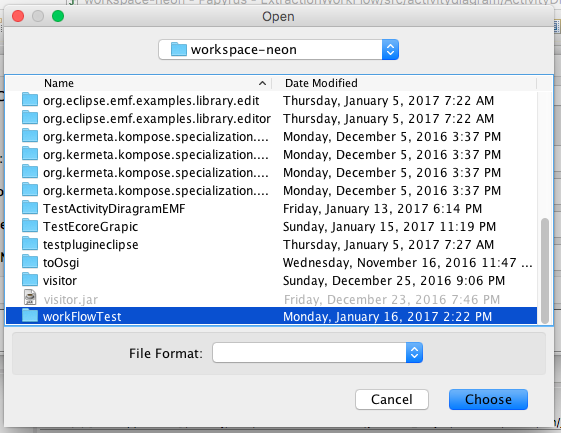 workspace-neon - Papyrus - ExtractionWorkFlow/src/activitydiagram/ActivityDi
Open
workspace-neon
Name Date Modified
org.eclipse.emf.examples.library.edit Thursday, January 5, 2017 7:22 AM
org.eclipse.emf.examples.library.editor Thursday, January 5, 2017 7:22 AM
org.kermeta.kompose.specialization.... Monday, December 5, 2016 3:37 PM
org.kermeta.kompose.specialization.... Monday, December 5, 2016 3:37 PM
org.kermeta.kompose.specialization.... Monday, December 5, 2016 3:37 PM
org.kermeta.kompose.specialization.... Monday, December 5, 2016 3:37 PM
TestActivityDiragramEMF Friday, January 13, 2017 6:14 PM
TestEcoreGrapic Sunday, January 15, 2017 11:19 PM
testplugineclipse Thursday, January 5, 2017 7:27 AM
toOsgi Wednesday, November 16, 2016 11:47 ...
visitor Sunday, December 25, 2016 9:06 PM
visitor.jar Friday, December 23, 2016 7:46 PM
workFlowTest Monday, January 16, 2017 2:22 PM
File Format:
Cancel Choose